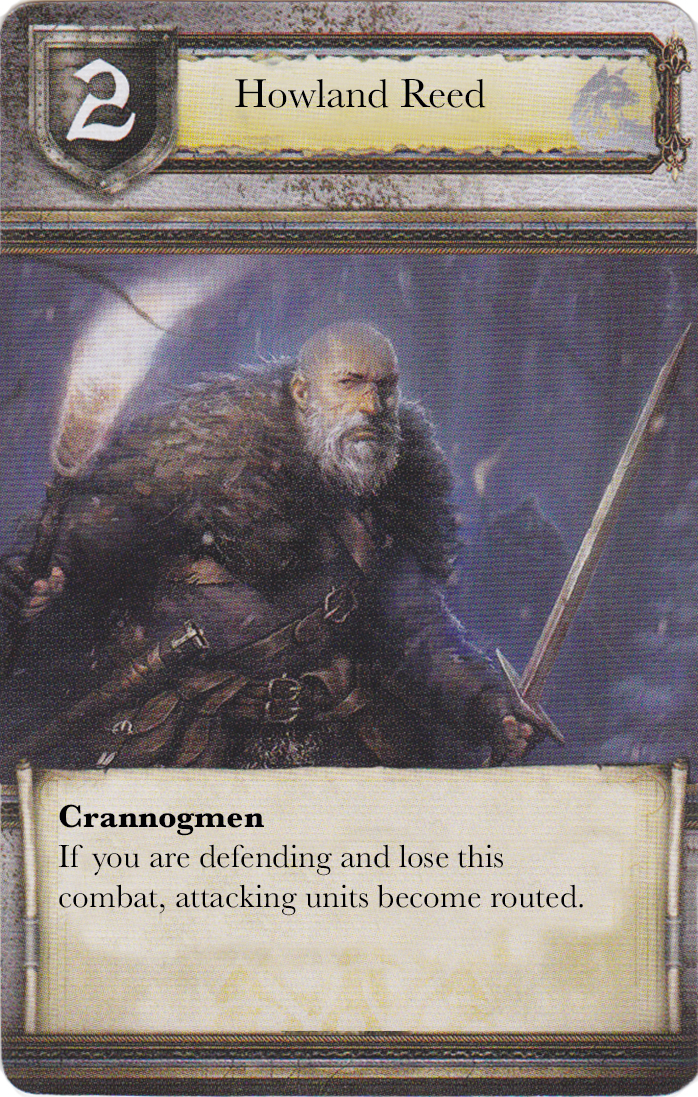 2
Howland Reed
Crannogmen
If you are defending and lose this
combat, attacking units become routed.